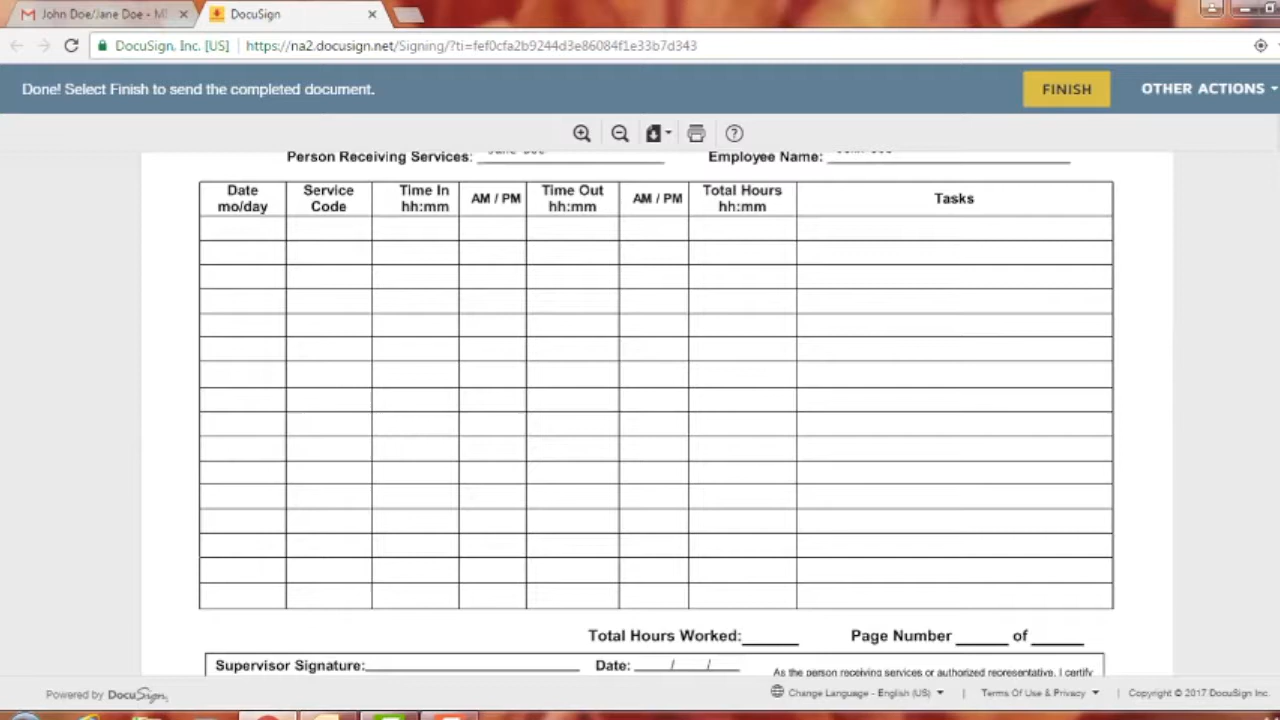 John Doe/Jane Doe - M
DocuSign
DocuSign, Inc. [US] https://na2.docusign.net/Signing/?ti=fef0cfa2b9244d3e86084f1e33b7d343
Done! Select Finish to send the completed document.
FINISH
OTHER ACTIONS
Person Receiving Services: Jane Doe
Employee Name: John Doe
Date mo/day
Service Code
Time In hh:mm
AM / PM
Time Out hh:mm
AM / PM
Total Hours hh:mm
Tasks
Total Hours Worked:
Page Number of
Supervisor Signature:
Date: / /
As the person receiving services or authorized representative, I certify
Powered by DocuSign
Change Language - English (US)
Terms Of Use & Privacy
Copyright © 2017 DocuSign Inc.